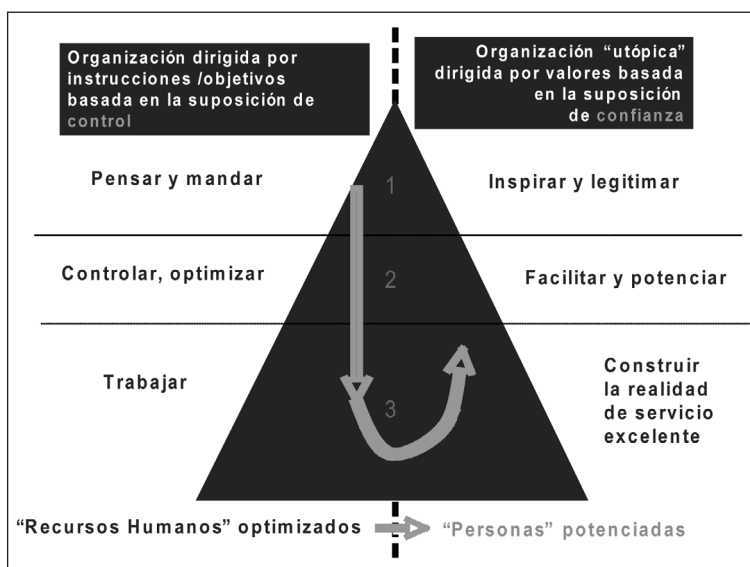 Organización dirigida por
instrucciones /objetivos
basada en la suposición de
control
Organización “utópica”
dirigida por valores basada
en la suposición
de confianza
Pensar y mandar
1
Inspirar y legitimar
Controlar, optimizar
2
Facilitar y potenciar
Trabajar
3
Construir
la realidad
de servicio
excelente
“Recursos Humanos” optimizados
“Personas” potenciadas